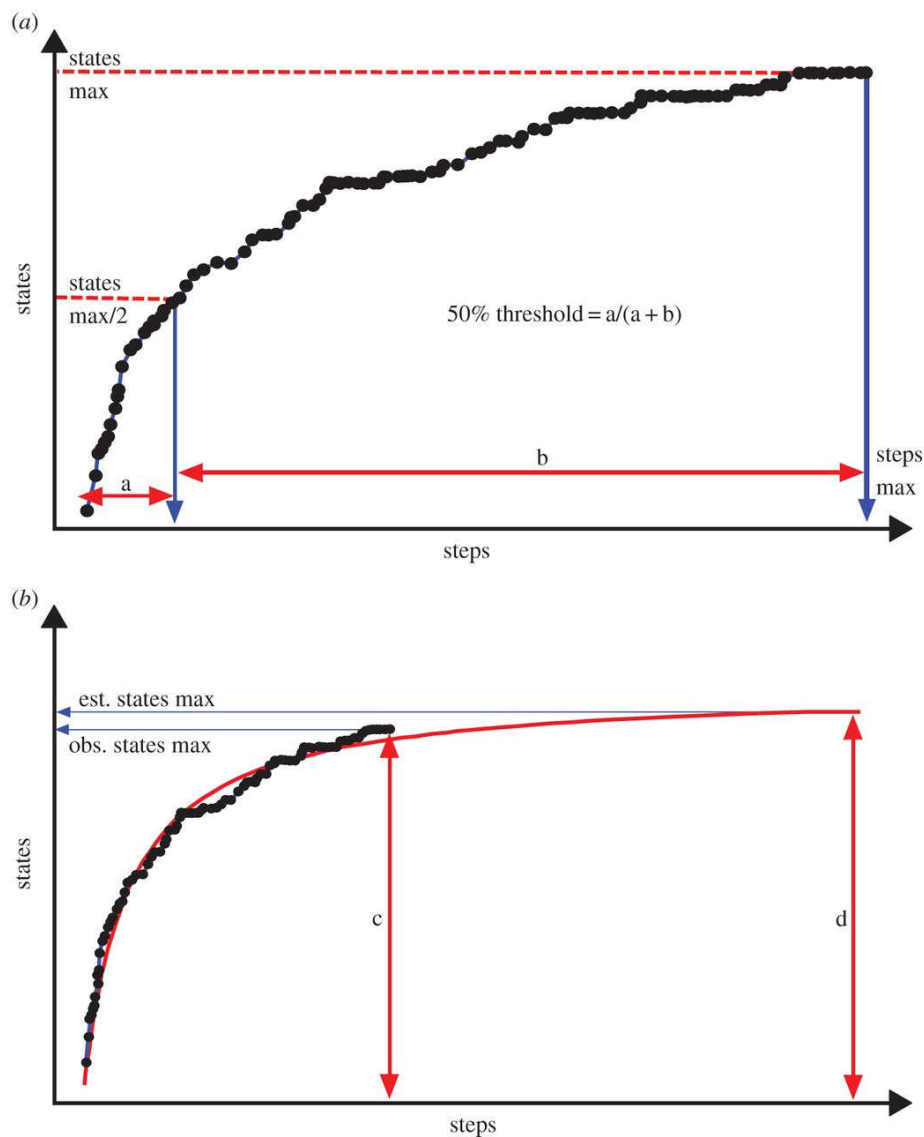 (a)
states
max
states
max/2
states
50% threshold = a/(a + b)
a
b
steps
max
steps
(b)
est. states max
obs. states max
states
c
d
steps